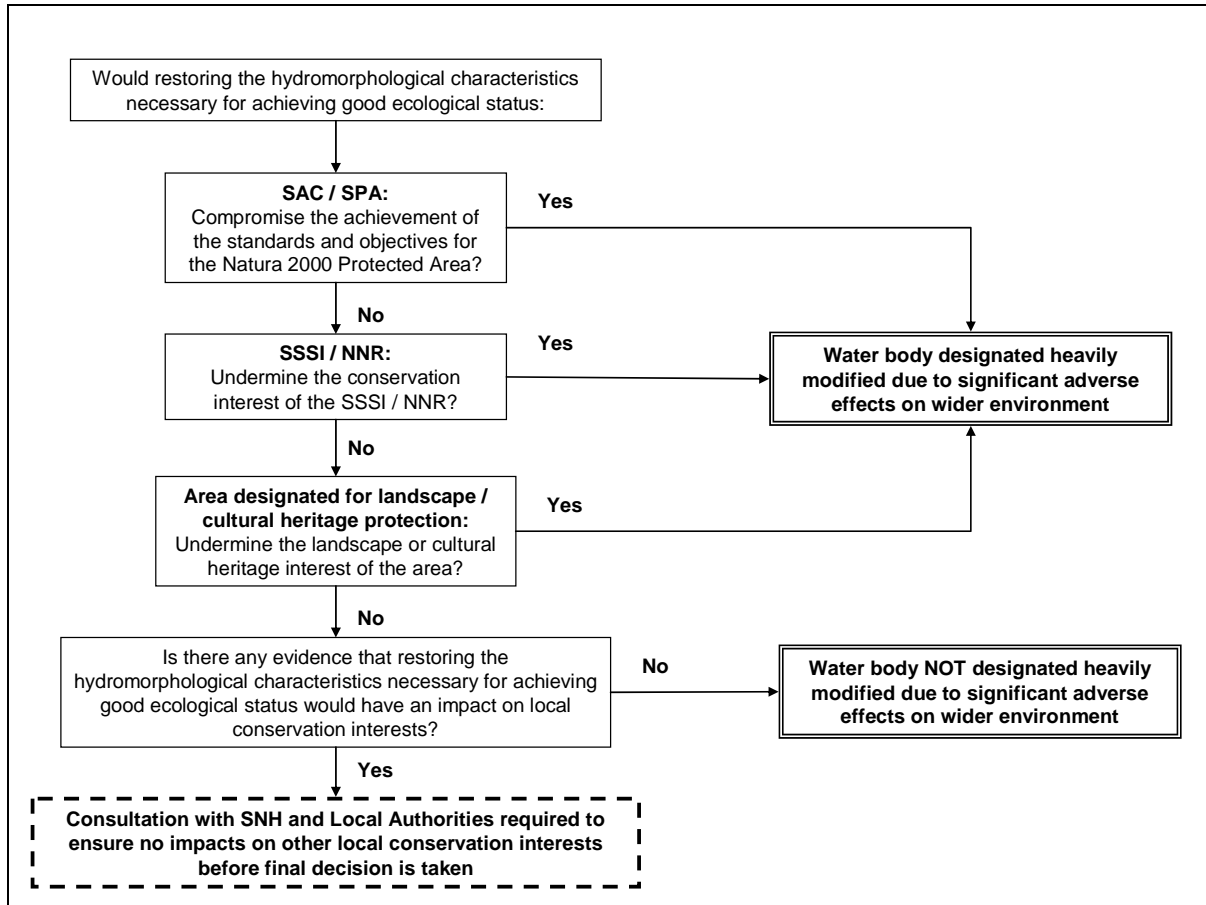 Would restoring the hydromorphological characteristics
necessary for achieving good ecological status:
SAC / SPA:
Compromise the achievement of
the standards and objectives for
the Natura 2000 Protected Area?
Yes
No
SSSI / NNR:
Undermine the conservation
interest of the SSSI / NNR?
Yes
Water body designated heavily
modified due to significant adverse
effects on wider environment
No
Area designated for landscape /
cultural heritage protection:
Undermine the landscape or cultural
heritage interest of the area?
Yes
No
Is there any evidence that restoring the
hydromorphological characteristics necessary for achieving
good ecological status would have an impact on local
conservation interests?
No
Water body NOT designated heavily
modified due to significant adverse
effects on wider environment
Yes
Consultation with SNH and Local Authorities required to
ensure no impacts on other local conservation interests
before final decision is taken